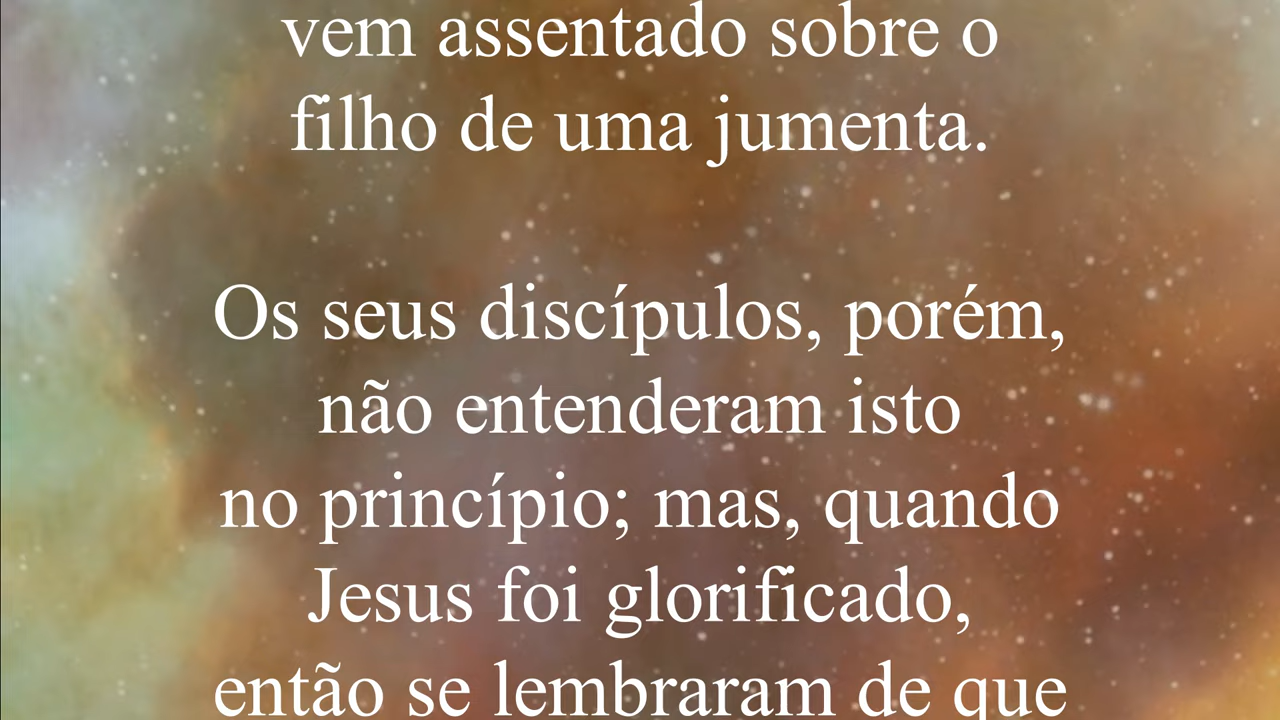 vem assentado sobre o
filho de uma jumenta.
Os seus discípulos, porém,
não entenderam isto
no princípio; mas, quando
Jesus foi glorificado,
então se lembraram de que